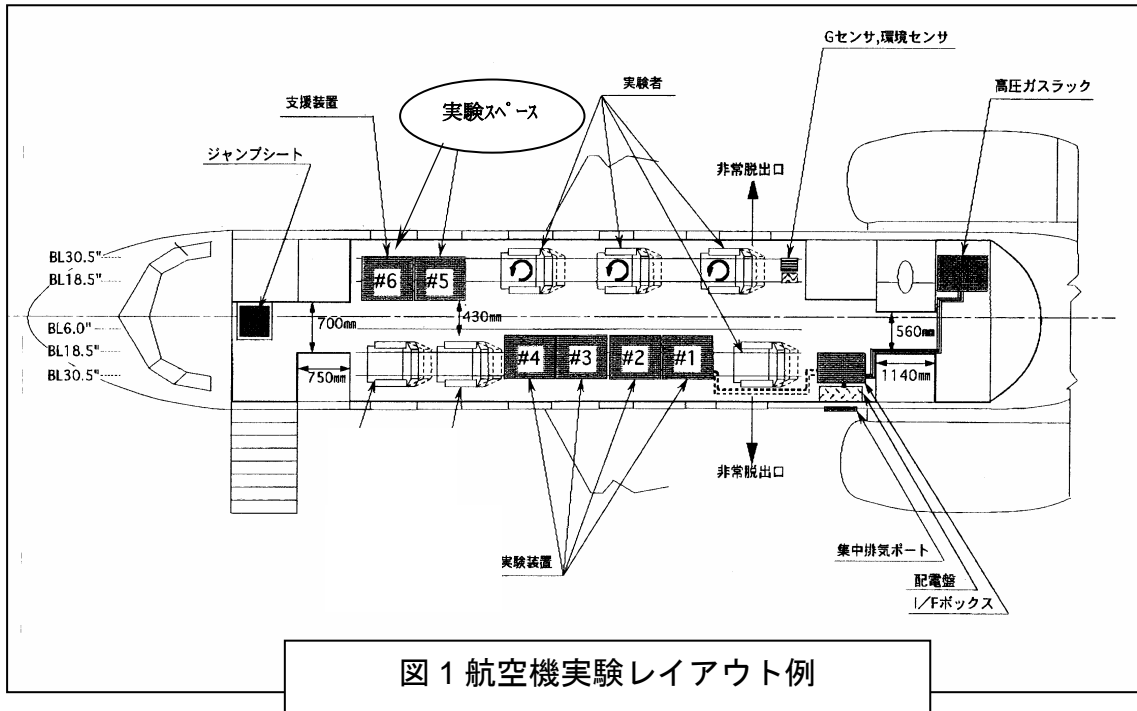 Gセンサ,環境センサ
実験者
高圧ガスラック
支援装置
実験スペース
ジャンプシート
非常脱出口
BL30.5"
BL18.5"
BL6.0"
BL18.5"
BL30.5"
#6
#5
700㎜
430㎜
560㎜
#4
#3
#2
#1
750㎜
1140㎜
非常脱出口
実験装置
集中排気ポート
配電盤
I/Fボックス
図1航空機実験レイアウト例